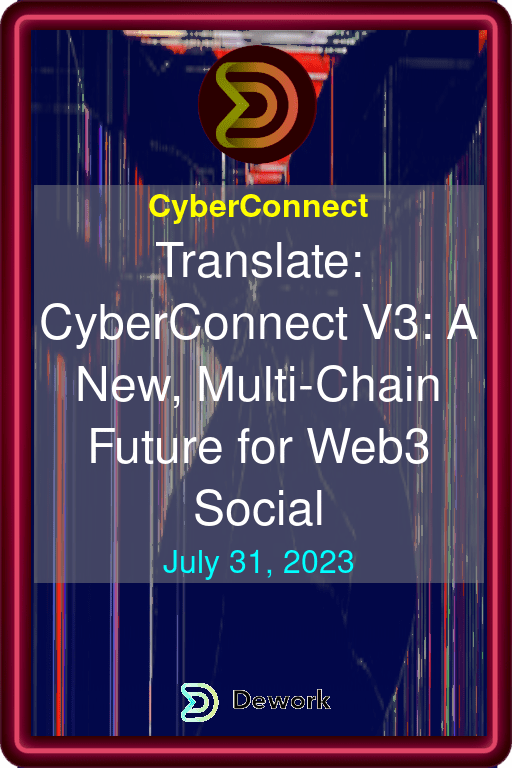 CyberConnect
Translate:
CyberConnect V3: A
New, Multi-Chain
Future for Web3
Social
July 31, 2023
Dework